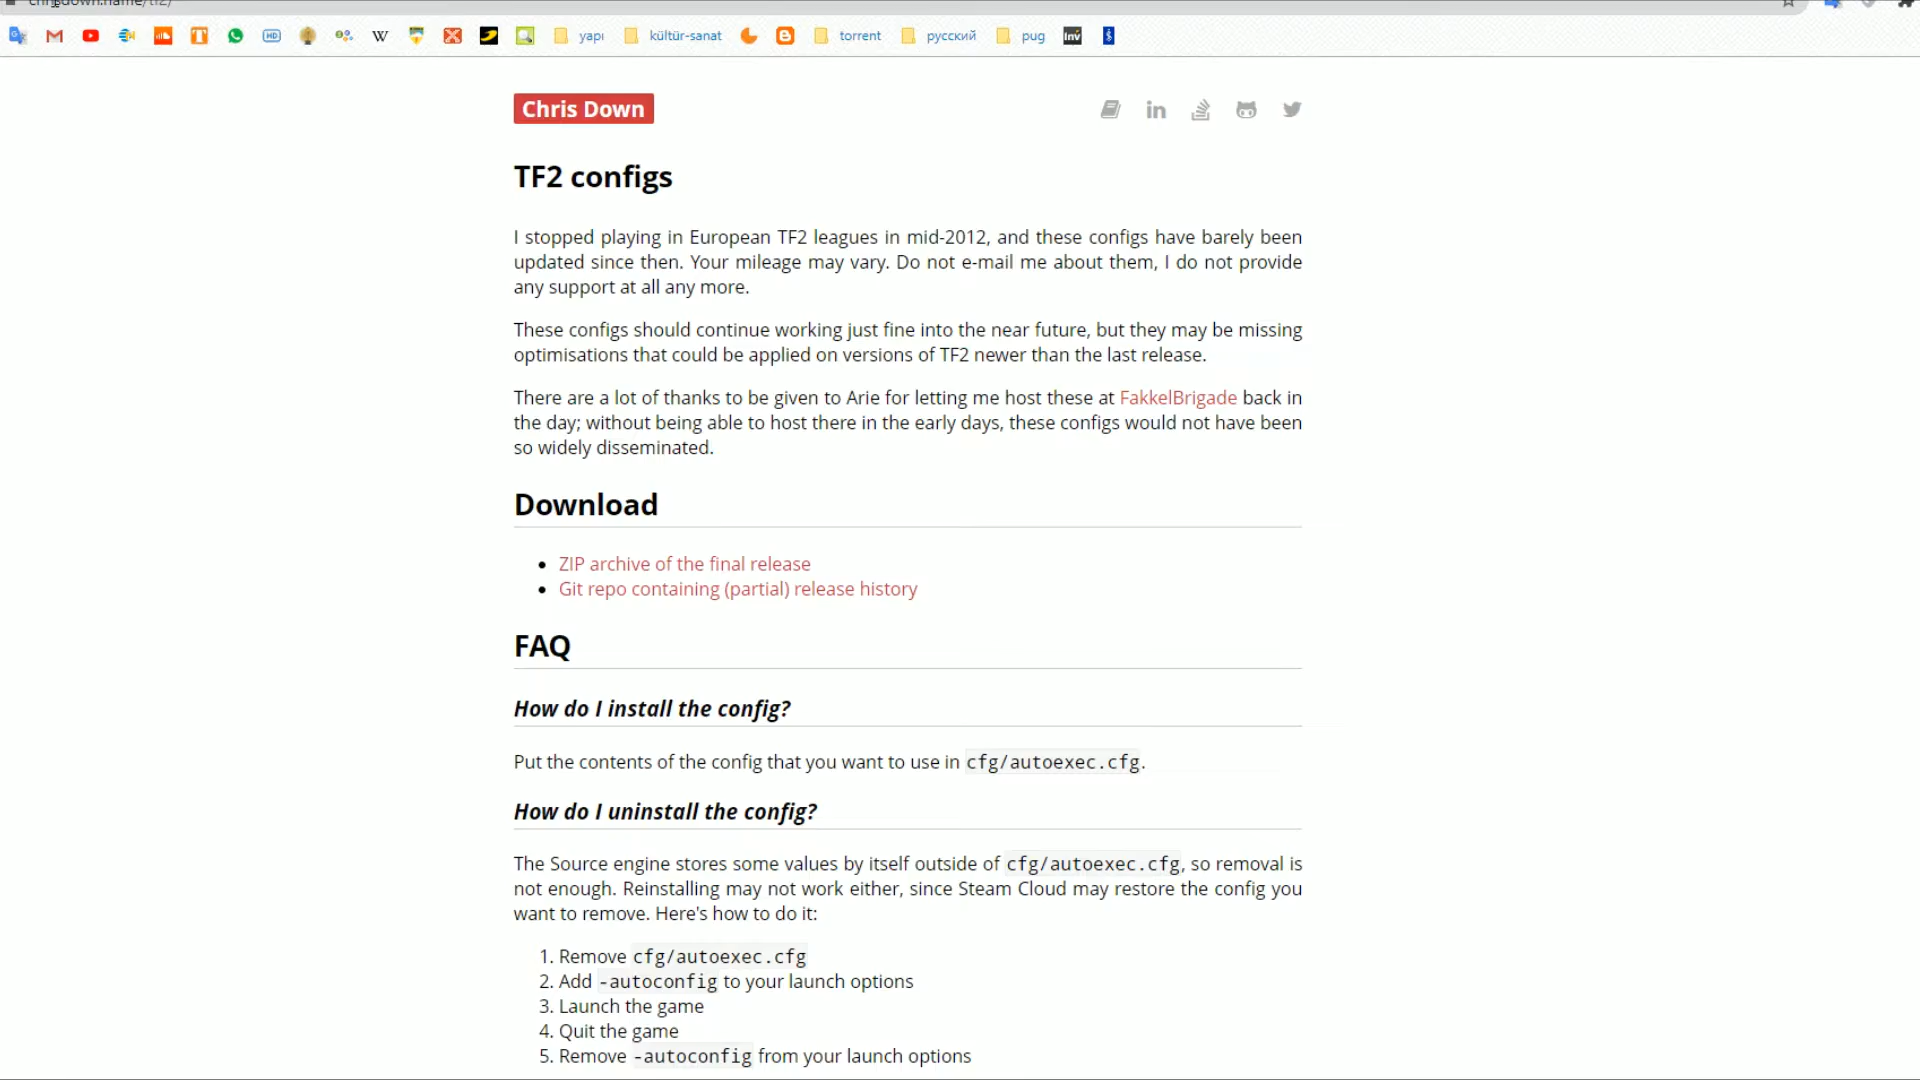 yapı kültür-sanat torrent русский pug Inv
Chris Down
TF2 configs
I stopped playing in European TF2 leagues in mid-2012, and these configs have barely been
updated since then. Your mileage may vary. Do not e-mail me about them, I do not provide
any support at all any more.
These configs should continue working just fine into the near future, but they may be missing
optimisations that could be applied on versions of TF2 newer than the last release.
There are a lot of thanks to be given to Arie for letting me host these at FakkelBrigade back in
the day; without being able to host there in the early days, these configs would not have been
so widely disseminated.
Download
• ZIP archive of the final release
• Git repo containing (partial) release history
FAQ
How do I install the config?
Put the contents of the config that you want to use in cfg/autoexec.cfg.
How do I uninstall the config?
The Source engine stores some values by itself outside of cfg/autoexec.cfg, so removal is
not enough. Reinstalling may not work either, since Steam Cloud may restore the config you
want to remove. Here's how to do it:
1. Remove cfg/autoexec.cfg
2. Add -autoconfig to your launch options
3. Launch the game
4. Quit the game
5. Remove -autoconfig from your launch options